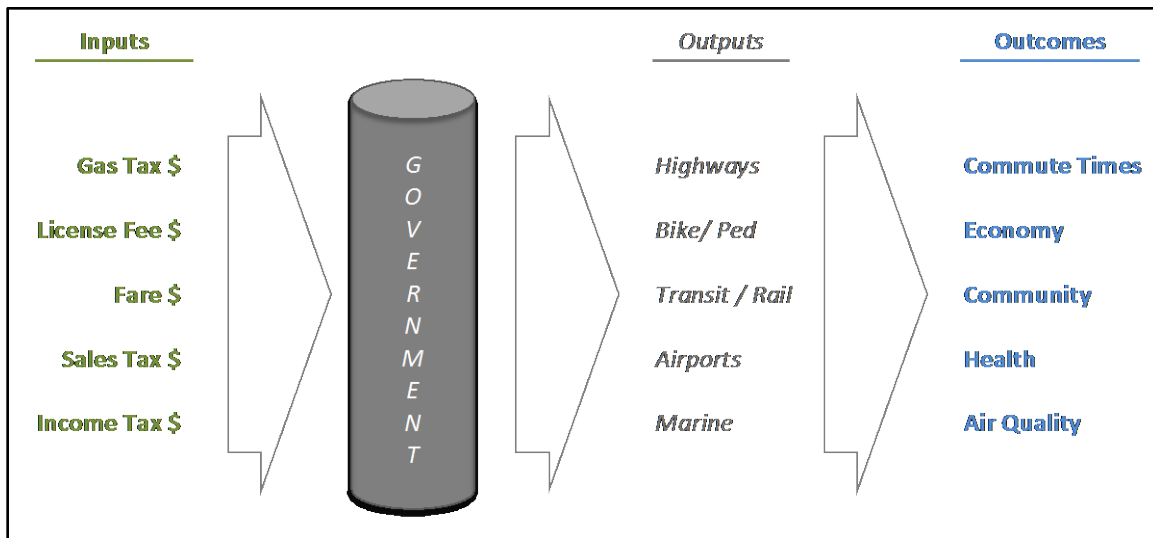 Inputs
Outputs
Outcomes
Gas Tax $
License Fee $
Fare $
Sales Tax $
Income Tax $
GOVERNMENT
Highways
Bike/ Ped
Transit / Rail
Airports
Marine
Commute Times
Economy
Community
Health
Air Quality